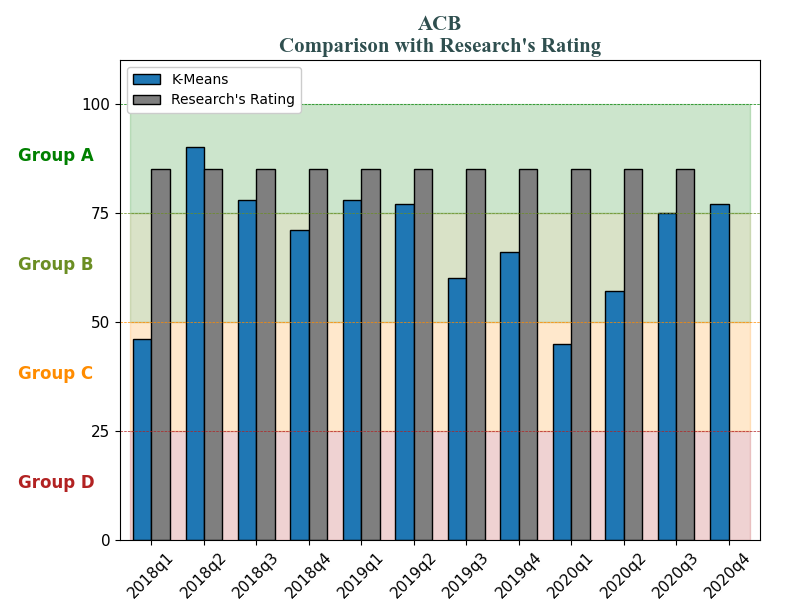 ACB
Comparison with Research's Rating
K-Means
Research's Rating
100
Group A
75
Group B
50
Group C
25
Group D
0
2018q1
2018q2
2018q3
2018q4
2019q1
2019q2
2019q3
2019q4
2020q1
2020q2
2020q3
2020q4